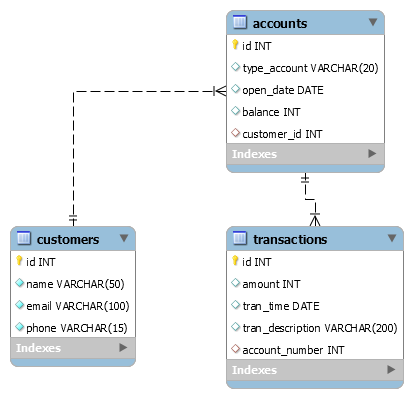 accounts
id INT
type_account VARCHAR(20)
open_date DATE
balance INT
customer_id INT
Indexes
customers
id INT
name VARCHAR(50)
email VARCHAR(100)
phone VARCHAR(15)
Indexes
transactions
id INT
amount INT
tran_time DATE
tran_description VARCHAR(200)
account_number INT
Indexes